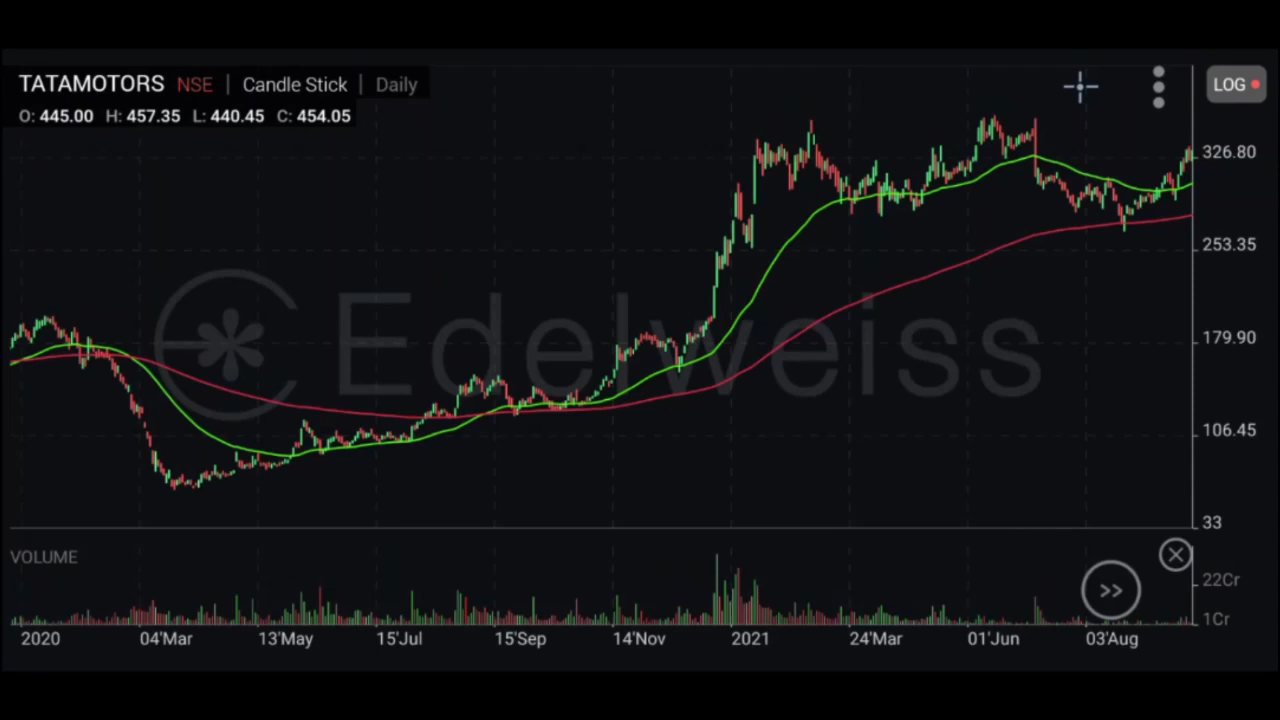 TATAMOTORS NSE | Candle Stick | Daily
LOG
O: 445.00 H: 457.35 L: 440.45 C: 454.05
326.80
253.35
Edelweiss
179.90
106.45
33
VOLUME
22Cr
1Cr
2020 04'Mar 13'May 15'Jul 15'Sep 14'Nov 2021 24'Mar 01'Jun 03'Aug